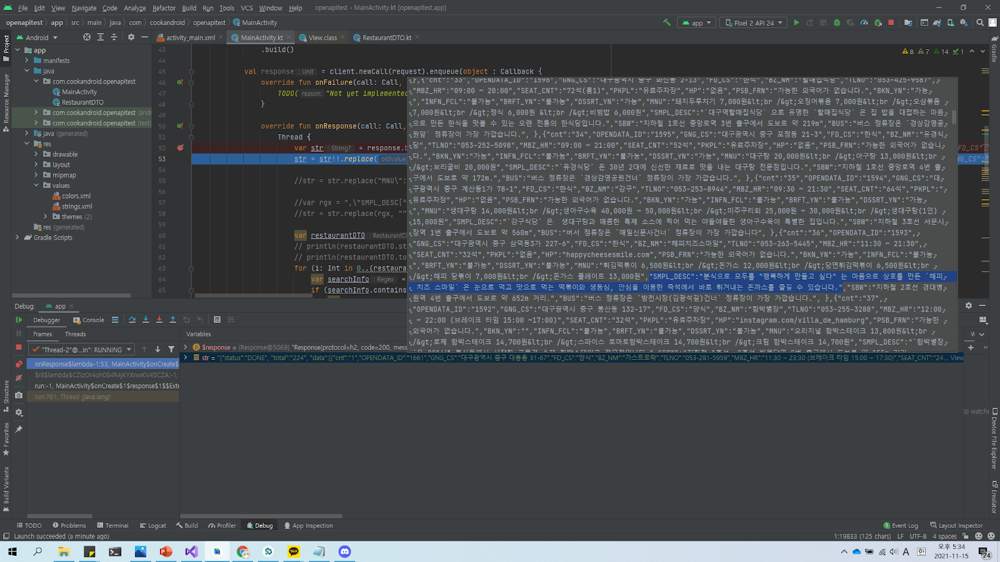 File Edit View Navigate Code Analyze Refactor Build Run Tools VCS Window Help openapitest - MainActivity.kt [openapitest.app]
openapitest app src main java com cookandroid openapitest MainActivity
app Pixel 2 API 24
Android
activity_main.xml MainActivity.kt View.class RestaurantDTO.kt
Project
Resource Manager
Structure
Favorites
Build Variants
Gradle
Device File Explorer
Emulator
app
manifests
java
com.cookandroid.openapitest
MainActivity
RestaurantDTO
com.cookandroid.openapitest (and
com.cookandroid.openapitest (test)
java (generated)
res
drawable
layout
mipmap
values
colors.xml
strings.xml
themes (2)
res (generated)
Gradle Scripts
8 7 14 1
43 .build()
44
45 val response : Unit = client.newCall(request).enqueue(object : Callback {
46 override fun onFailure(call: Call,
47 TODO( reason: "Not yet implemented
48 }
49
50 override fun onResponse(call: Call,
51 Thread {
52 var str : String? = response.b
53 str = str!!.replace( oldValue:
54
55 //str = str.replace("MNU\":
56
57 //var rgx = ",\"SMPL_DESC[^
58 //str = str.replace(rgx, ""
59
60 var restaurantDTO : RestaurantD
61 // println(restaurantDTO.st
62 // println(restaurantDTO.to
63 for (i: Int in 0..(restaura
64 var searchInfo : Regex =
65 if (searchInfo.contains
},{"cnt":"33","OPENDATA_ID":"1596","GNG_CS":"대구광역시 중구 화전동 2-13","FD_CS":"한식","BZ_NM":"할매집식당","TLNO":"053-425-9587",
"MBZ_HR":"09:00 ~ 20:00","SEAT_CNT":"72석(룸1)","PKPL":"유료주차장","HP":"없음","PSB_FRN":"가능한 외국어가 없습니다.","BKN_YN":"가능
","INFN_FCL":"불가능","BRFT_YN":"불가능","DSSRT_YN":"가능","MNU":"돼지두루치기 7,000원&lt;br /&gt;오징어볶음 7,000원&lt;br /&gt;오삼볶음
7,000원&lt;br /&gt;정식 6,000원 &lt;br /&gt;비빔밥 6,000원","SMPL_DESC":"`대구역할매집식당` 으로 유명한 `할매집식당` 은 집 밥을 대접하는 마음
으로 만든 한식을 맛볼 수 있는 오랜 전통의 한식당입니다.","SBW":"지하철 1호선 중앙로역 3번 출구에서 도보로 약 219m","BUS":"버스 정류장은 `경상감영공
원앞` 정류장이 가장 가깝습니다.", },{"cnt":"34","OPENDATA_ID":"1595","GNG_CS":"대구광역시 중구 포정동 21-3","FD_CS":"한식","BZ_NM":"유경식
당","TLNO":"053-252-5098","MBZ_HR":"09:00 ~ 21:00","SEAT_CNT":"52석","PKPL":"유료주차장","HP":"없음","PSB_FRN":"가능한 외국어가 없습니
다.","BKN_YN":"가능","INFN_FCL":"불가능","BRFT_YN":"불가능","DSSRT_YN":"가능","MNU":"대구탕 20,000원&lt;br /&gt;아구탕 13,000원&lt;br
/&gt;보리굴비 20,000원","SMPL_DESC":"`유경식당` 은 30년 2대에 신선한 재료로 맛을 내는 대구탕 전문점입니다.","SBW":"지하철 1호선 중앙로역 4번 출
구에서 도보로 약 172m.","BUS":"버스 정류장은 `경상감영공원건너` 정류장이 가장 가깝습니다.", },{"cnt":"35","OPENDATA_ID":"1594","GNG_CS":"대
구광역시 중구 계산동1가 78-1","FD_CS":"한식","BZ_NM":"강구","TLNO":"053-253-8944","MBZ_HR":"09:30 ~ 21:30","SEAT_CNT":"64석","PKPL":"
유료주차장","HP":"없음","PSB_FRN":"가능한 외국어가 없습니다.","BKN_YN":"가능","INFN_FCL":"불가능","BRFT_YN":"불가능","DSSRT_YN":"가능
","MNU":"생대구탕 14,000원&lt;br /&gt;생아구수육 40,000원 ~ 50,000원&lt;br /&gt;미주구리회 25,000원 ~ 30,000원&lt;br /&gt;생대구탕(1인)
15,000원","SMPL_DESC":"`강구식당` 은 생대구탕과 매콤한 특제 소스에 찍어 먹는 야들야들한 생아구수육이 특별한 집입니다.","SBW":"지하철 3호선 서문시
장역 1번 출구에서 도보로 약 560m","BUS":"버서 정류장은 `매일신문사건너` 정류장이 가장 가깝습니다", },{"cnt":"36","OPENDATA_ID":"1593",
"GNG_CS":"대구광역시 중구 삼덕동3가 227-6","FD_CS":"한식","BZ_NM":"해피치즈스마일","TLNO":"053-263-5445","MBZ_HR":"11:30 ~ 21:30",
"SEAT_CNT":"32석","PKPL":"없음","HP":"happycheesesmile.com","PSB_FRN":"가능한 외국어가 없습니다.","BKN_YN":"가능","INFN_FCL":"불가능
","BRFT_YN":"불가능","DSSRT_YN":"불가능","MNU":"튀김떡볶이 6,500원&lt;br /&gt;돈가스 12,000원&lt;br /&gt;당면튀김떡볶이 6,500원&lt;br
/&gt;해피 당볶이 7,000원&lt;br /&gt;돈가스 플레이트 13,000원","SMPL_DESC":"분식으로 모두를 "행복하게 만들고 싶다" 는 마음으로 상호를 만든 `해피
치즈 스마일` 은 눈으로 먹고 맛으로 먹는 떡볶이와 생등심, 안심을 이용한 즉석에서 바로 튀겨내는 돈까스를 즐길 수 있습니다.","SBW":"지하철 2호선 경대병
원역 4번 출구에서 도보로 약 652m 거리.","BUS":"버스 정류장은 `방천시장(김광석길)건너` 정류장이 가장 가깝습니다.", },{"cnt":"37",
"OPENDATA_ID":"1592","GNG_CS":"대구광역시 중구 봉산동 132-17","FD_CS":"양식","BZ_NM":"함박별장","TLNO":"053-255-3288","MBZ_HR":"12:00
~ 22:00 (브레이크 타임 15:00 ~17:00)","SEAT_CNT":"32석","PKPL":"유료주차장","HP":"instagram.com/villa_de_hamburg","PSB_FRN":"가능한
외국어가 없습니다.","BKN_YN":"","INFN_FCL":"불가능","BRFT_YN":"불가능","DSSRT_YN":"불가능","MNU":"오리지널 함박스테이크 13,800원&lt;br
/&gt;로제 함박스테이크 14,700원&lt;br /&gt;스파이스 토마토함박스테이크 14,700원&lt;br /&gt;크림 함박스테이크 14,700원","SMPL_DESC":"`함박별장
FD_CS"
NG_CS":
Debug: app
Debugger Console
Frames Threads Variables
"Thread-2"@...in": RUNNING
onResponse$lambda-1:53, MainActivity$onCreate$
$r8$lambda$CZIzOr4oh084R4jKYXnwKV45CZA:-1,
run:-1, MainActivity$onCreate$1$response$1$$Exte
run:761, Thread (java.lang)
$response = {Response@5069} "Response{protocol=h2, code=200, mess
str = "{"status":"DONE", "total":"224", "data":[{"cnt":"1","OPENDATA_ID":"1661","GNG_CS":"대구광역시 중구 대봉동 31-67","FD_CS":"양식","BZ_NM":"가스트로락","TLNO":"053-281-5959","MBZ_HR":"11:30 ~ 23:30 (브레이크 타임 15:00 ~ 17:30)","SEAT_CNT":"24... View
lo watche
TODO Problems Terminal Logcat Build Profiler Debug App Inspection
1 Event Log Layout Inspector
Launch succeeded (a minute ago)
1:19833 (125 chars) LF UTF-8 4 spaces
TALK
A 한 오후 5:34
2021-11-15
24